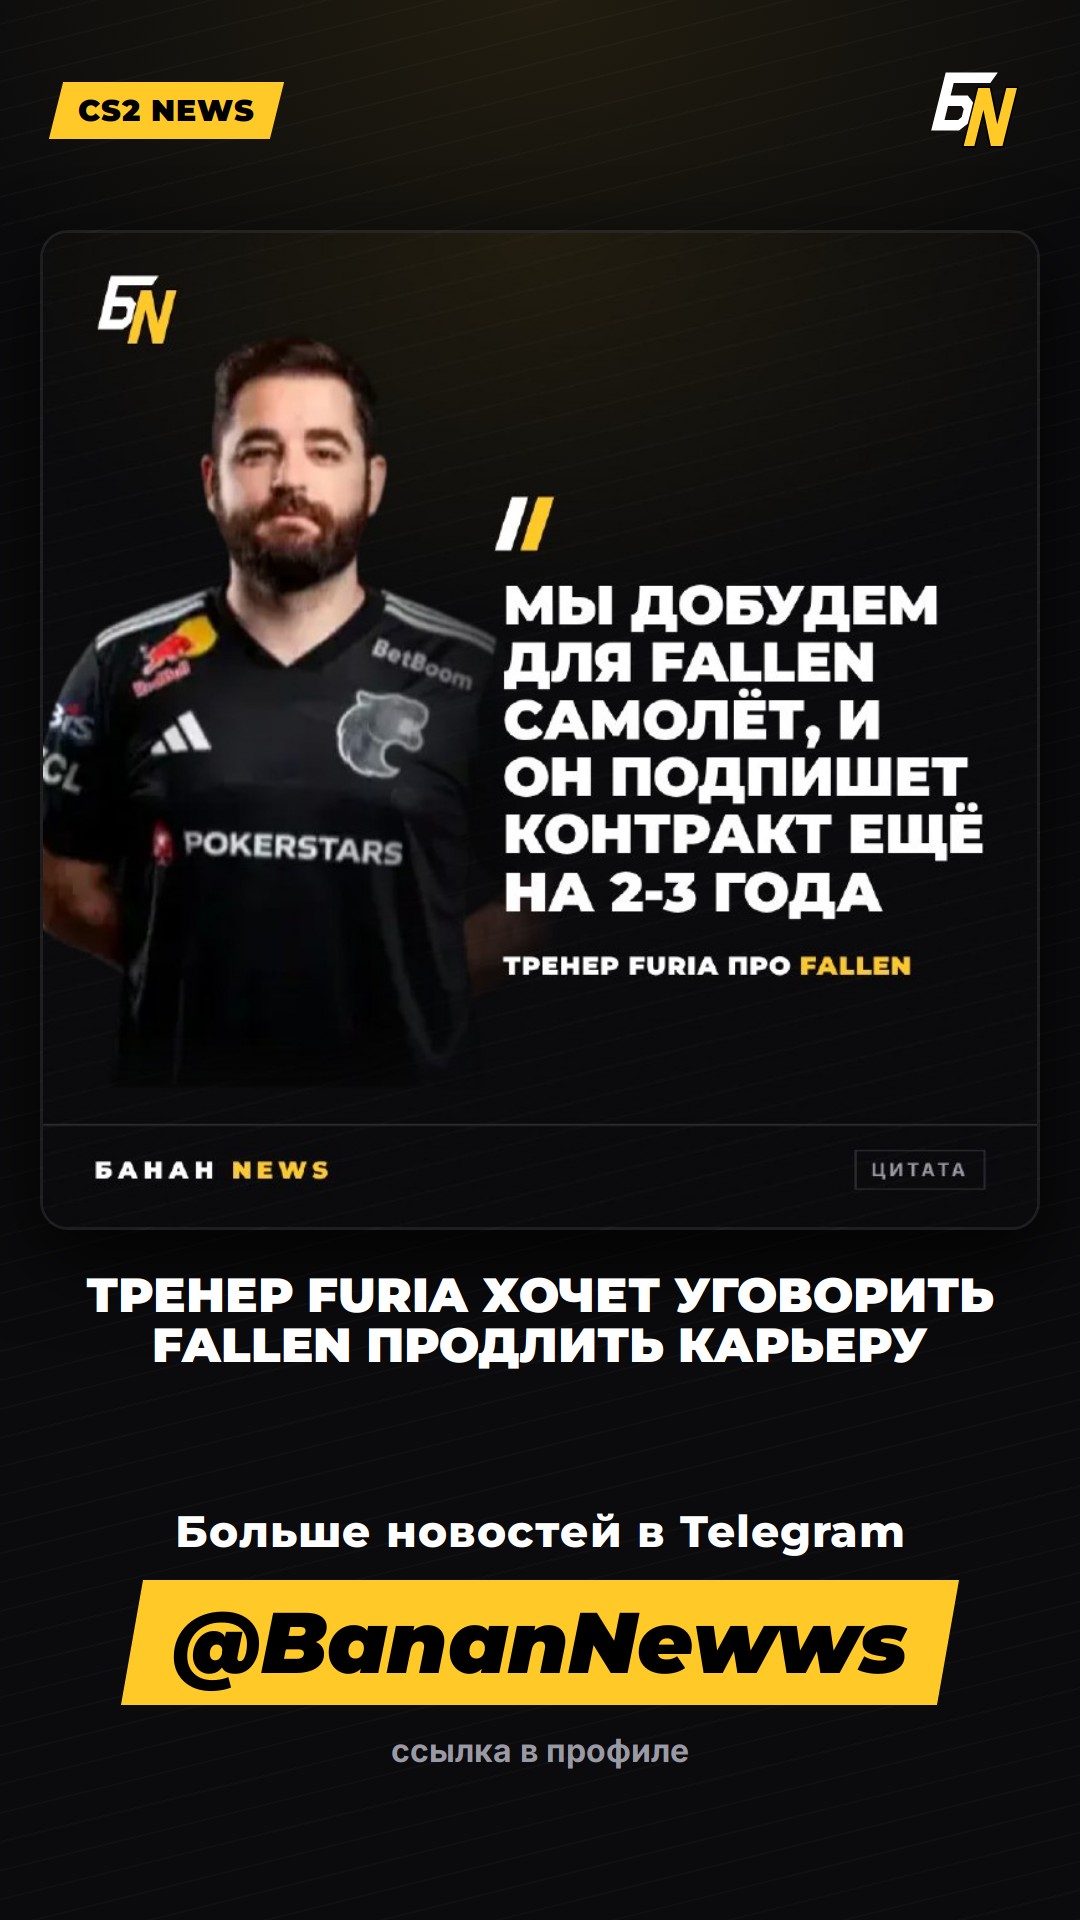 CS2 NEWS
БN
БN
RedBull
BetBoom
CL
POKERSTARS
МЫ ДОБУДЕМ
ДЛЯ FALLEN
САМОЛЁТ, И
ОН ПОДПИШЕТ
КОНТРАКТ ЕЩЁ
НА 2-3 ГОДА
ТРЕНЕР FURIA ПРО FALLEN
БАНАН NEWS
ЦИТАТА
ТРЕНЕР FURIA ХОЧЕТ УГОВОРИТЬ
FALLEN ПРОДЛИТЬ КАРЬЕРУ
Больше новостей в Telegram
@BananNewws
ссылка в профиле